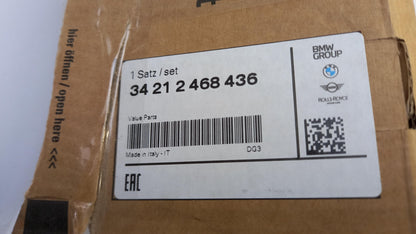 hier öffnen / open here <<<
1 Satz / set
34 21 2 468 436
Value Parts
Made in Italy - IT
DG3
EAC
BMW
GROUP
ROLLS-ROYCE